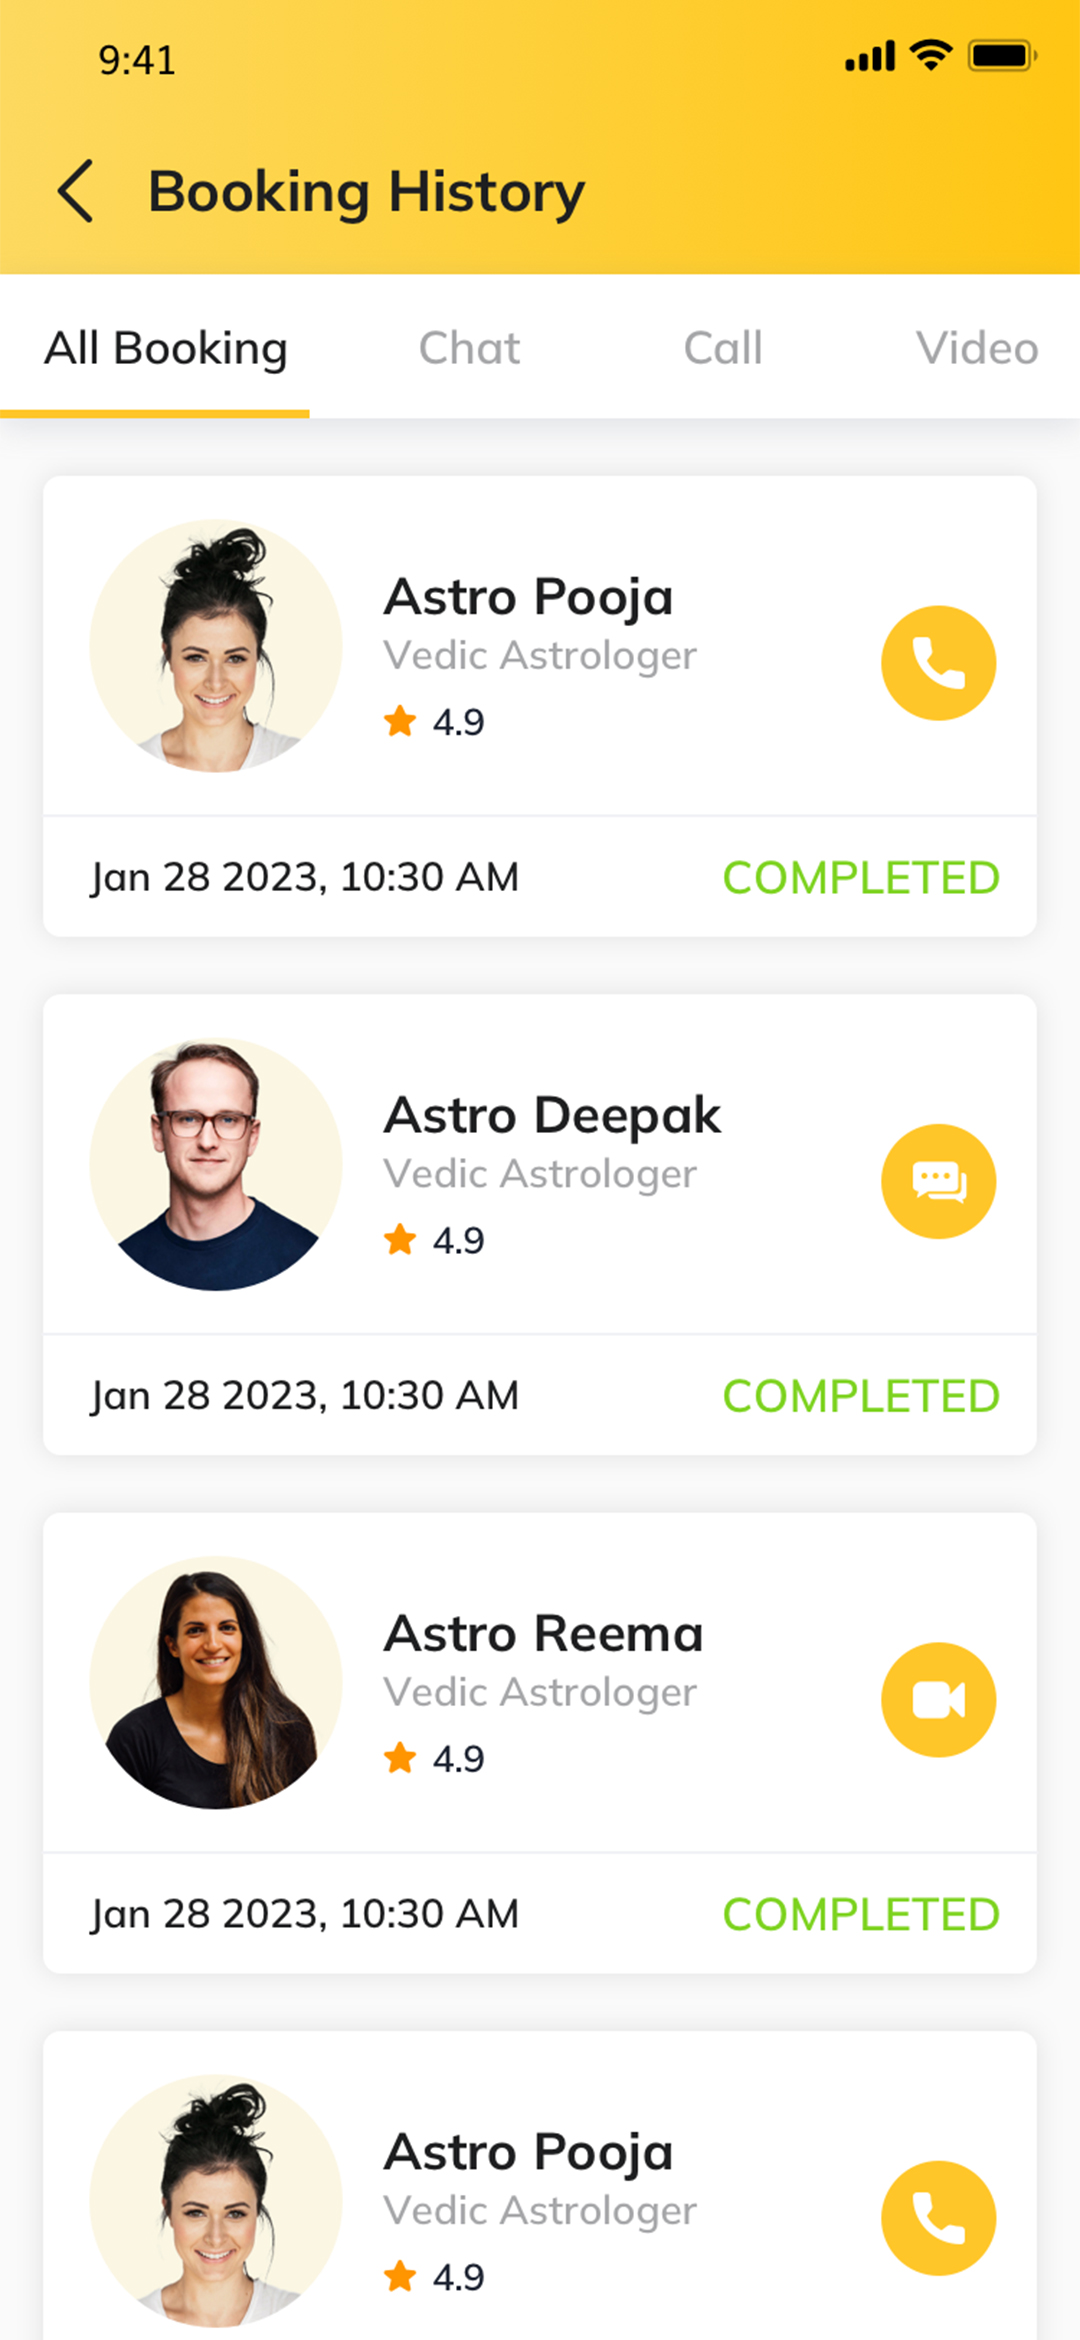 9:41
Booking History
All Booking Chat Call Video
Astro Pooja
Vedic Astrologer
4.9
Jan 28 2023, 10:30 AM COMPLETED
Astro Deepak
Vedic Astrologer
4.9
Jan 28 2023, 10:30 AM COMPLETED
Astro Reema
Vedic Astrologer
4.9
Jan 28 2023, 10:30 AM COMPLETED
Astro Pooja
Vedic Astrologer
4.9